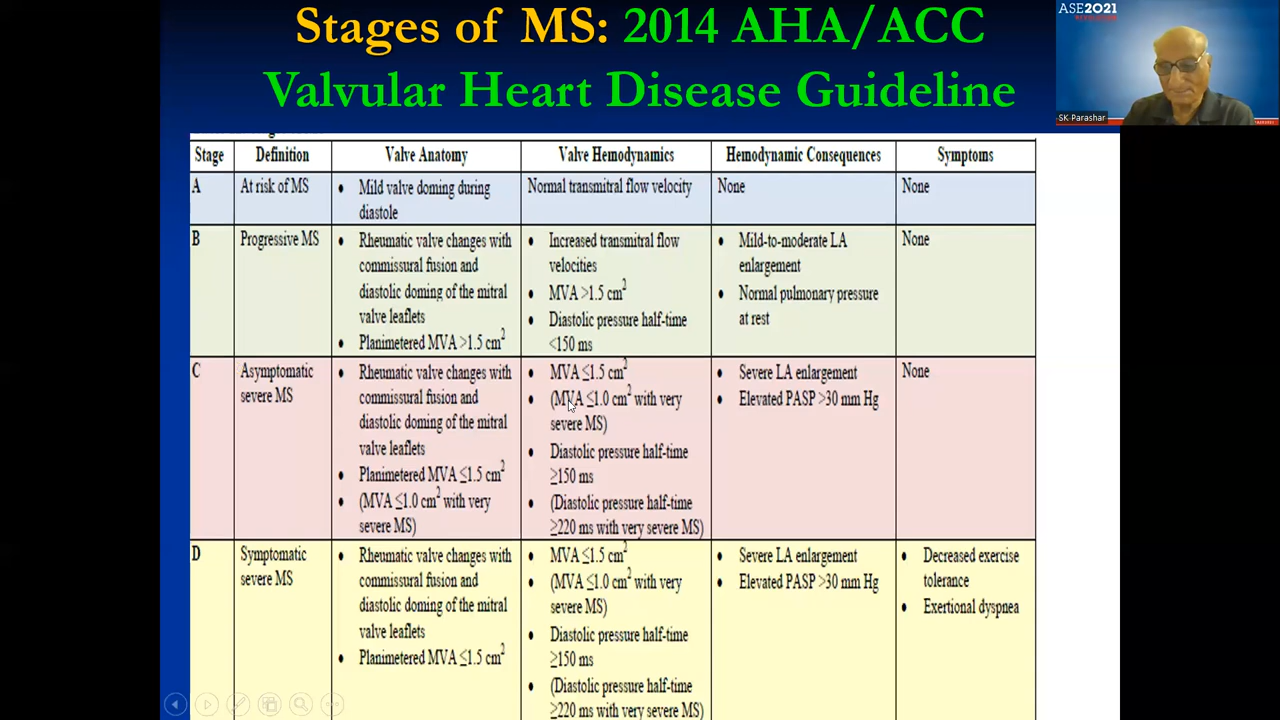 Stages of MS: 2014 AHA/ACC
Valvular Heart Disease Guideline
ASE2021
SK Parashar
Stage Definition Valve Anatomy Valve Hemodynamics Hemodynamic Consequences Symptoms
A
At risk of MS
• Mild valve doming during
diastole
Normal transmitral flow velocity
None
None
B
Progressive MS
• Rheumatic valve changes with
commissural fusion and
diastolic doming of the mitral
valve leaflets
• Planimetered MVA >1.5 cm²
• Increased transmitral flow
velocities
• MVA >1.5 cm²
• Diastolic pressure half-time
<150 ms
• Mild-to-moderate LA
enlargement
• Normal pulmonary pressure
at rest
None
C
Asymptomatic
severe MS
• Rheumatic valve changes with
commissural fusion and
diastolic doming of the mitral
valve leaflets
• Planimetered MVA ≤1.5 cm²
• (MVA ≤1.0 cm² with very
severe MS)
• MVA ≤1.5 cm²
• (MVA ≤1.0 cm² with very
severe MS)
• Diastolic pressure half-time
≥150 ms
• (Diastolic pressure half-time
≥220 ms with very severe MS)
• Severe LA enlargement
• Elevated PASP >30 mm Hg
None
D
Symptomatic
severe MS
• Rheumatic valve changes with
commissural fusion and
diastolic doming of the mitral
valve leaflets
• Planimetered MVA ≤1.5 cm²
• MVA ≤1.5 cm²
• (MVA ≤1.0 cm² with very
severe MS)
• Diastolic pressure half-time
≥150 ms
• (Diastolic pressure half-time
≥220 ms with very severe MS)
• Severe LA enlargement
• Elevated PASP >30 mm Hg
• Decreased exercise
tolerance
• Exertional dyspnea